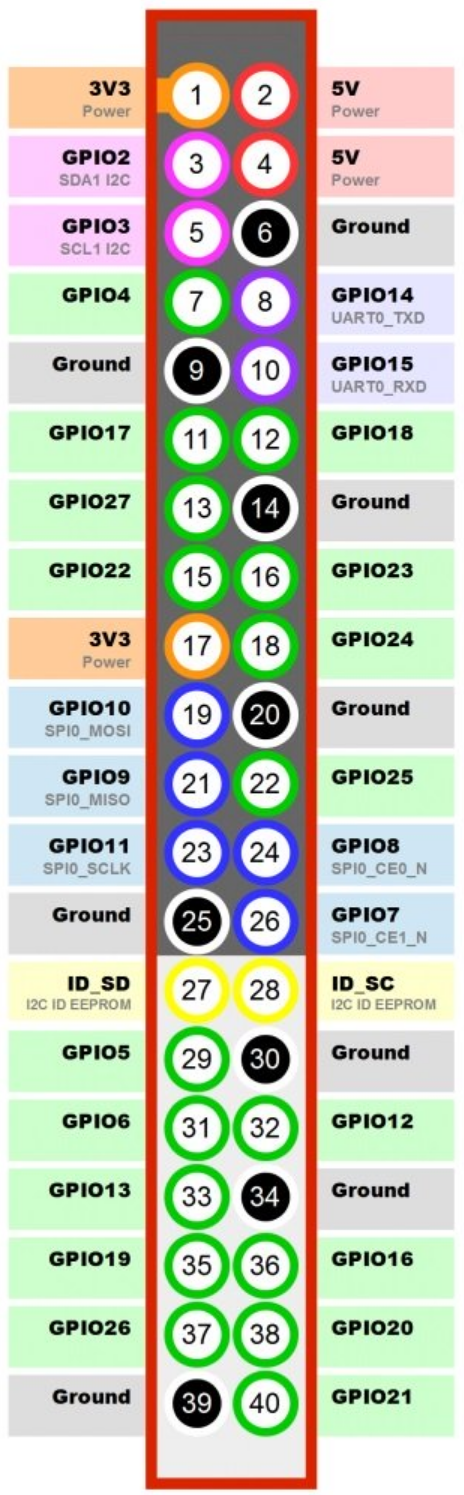 3V3 1 2 5V
Power Power
GPIO2 3 4 5V
SDA1 I2C Power
GPIO3 5 6 Ground
SCL1 I2C
GPIO4 7 8 GPIO14
UART0_TXD
Ground 9 10 GPIO15
UART0_RXD
GPIO17 11 12 GPIO18
GPIO27 13 14 Ground
GPIO22 15 16 GPIO23
3V3 17 18 GPIO24
Power
GPIO10 19 20 Ground
SPI0_MOSI
GPIO9 21 22 GPIO25
SPI0_MISO
GPIO11 23 24 GPIO8
SPI0_SCLK SPI0_CE0_N
Ground 25 26 GPIO7
SPI0_CE1_N
ID_SD 27 28 ID_SC
I2C ID EEPROM I2C ID EEPROM
GPIO5 29 30 Ground
GPIO6 31 32 GPIO12
GPIO13 33 34 Ground
GPIO19 35 36 GPIO16
GPIO26 37 38 GPIO20
Ground 39 40 GPIO21